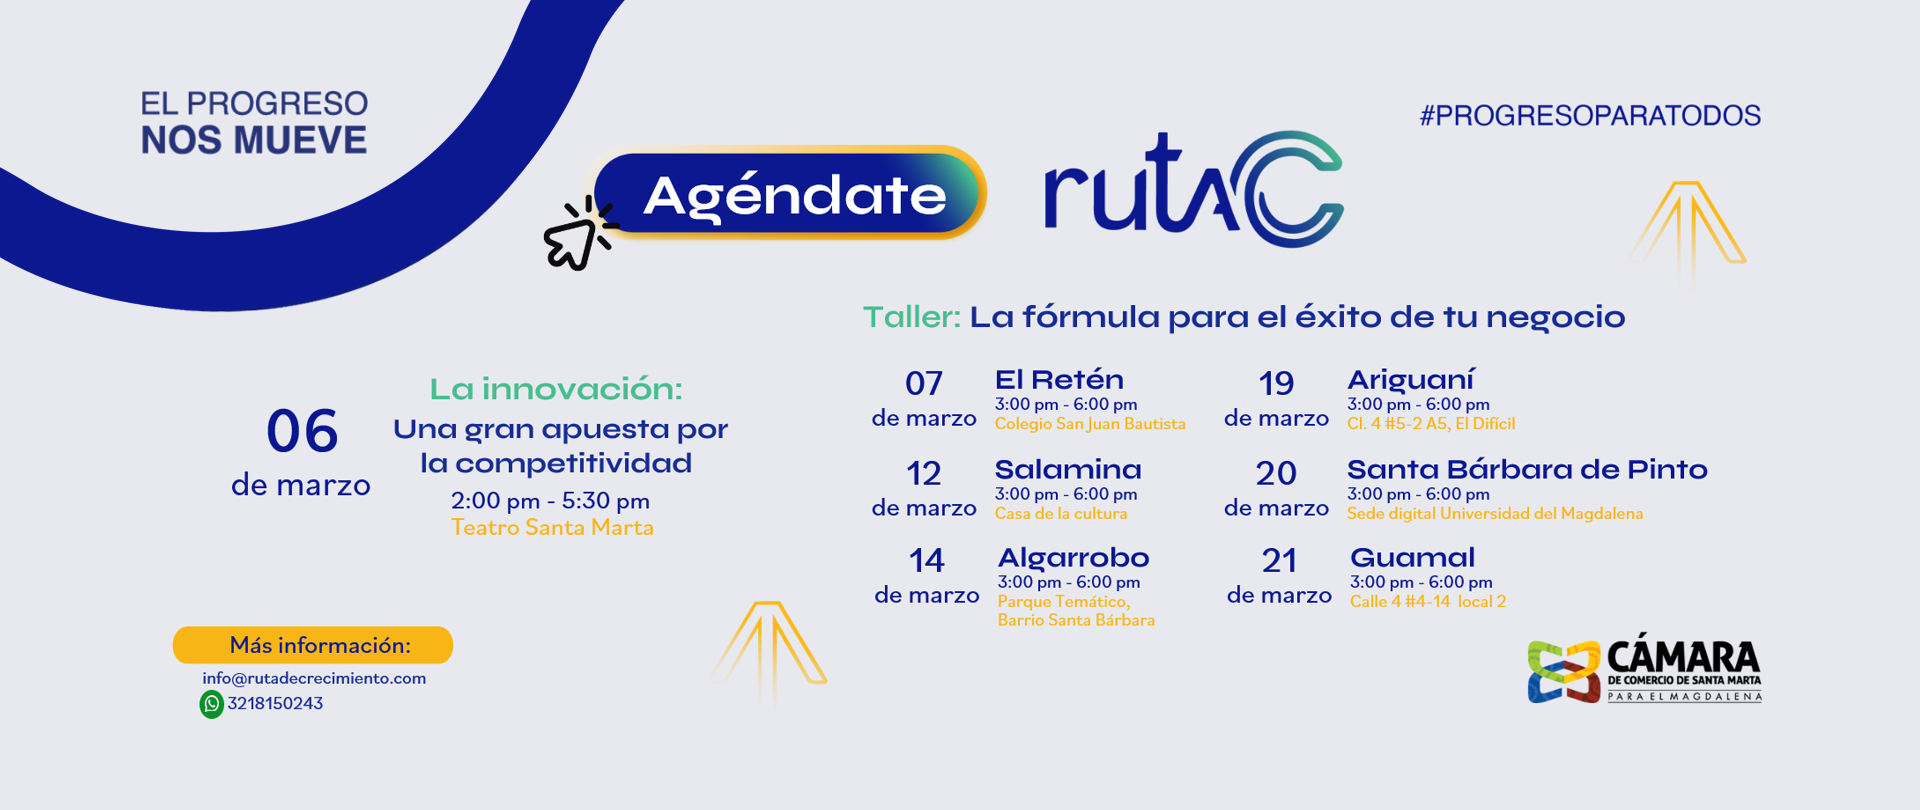 EL PROGRESO
NOS MUEVE
#PROGRESOPARATODOS
Agéndate
rutaC
06
de marzo
La innovación:
Una gran apuesta por
la competitividad
2:00 pm - 5:30 pm
Teatro Santa Marta
Taller: La fórmula para el éxito de tu negocio
07
de marzo
El Retén
3:00 pm - 6:00 pm
Colegio San Juan Bautista
12
de marzo
Salamina
3:00 pm - 6:00 pm
Casa de la cultura
14
de marzo
Algarrobo
3:00 pm - 6:00 pm
Parque Temático,
Barrio Santa Bárbara
19
de marzo
Ariguaní
3:00 pm - 6:00 pm
Cl. 4 #5-2 A5, El Difícil
20
de marzo
Santa Bárbara de Pinto
3:00 pm - 6:00 pm
Sede digital Universidad del Magdalena
21
de marzo
Guamal
3:00 pm - 6:00 pm
Calle 4 #4-14 local 2
Más información:
info@rutadecrecimiento.com
3218150243
CÁMARA
DE COMERCIO DE SANTA MARTA
PARA EL MAGDALENA